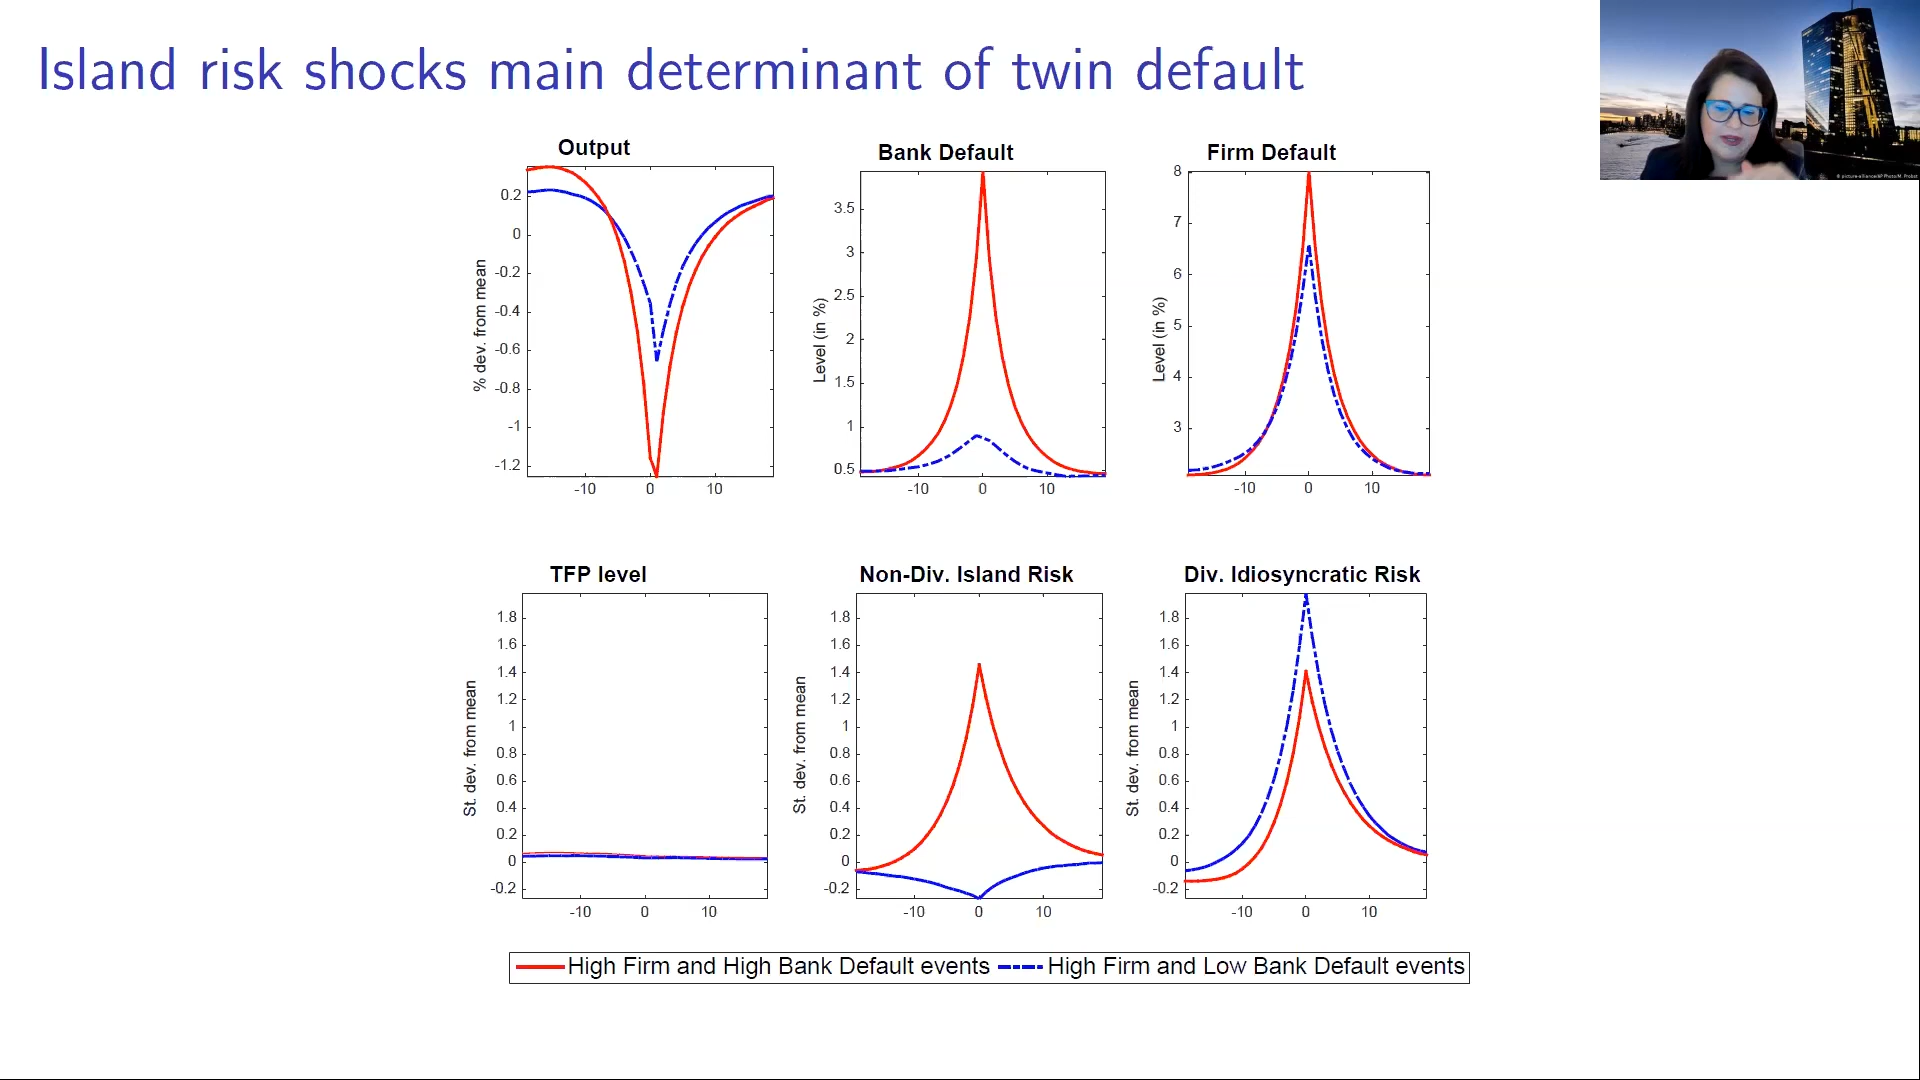 Island risk shocks main determinant of twin default
Output
% dev. from mean
0.2
0
-0.2
-0.4
-0.6
-0.8
-1
-1.2
-10 0 10
Bank Default
Level (in %)
3.5
3
2.5
2
1.5
1
0.5
-10 0 10
Firm Default
Level (in %)
8
7
6
5
4
3
-10 0 10
TFP level
St. dev. from mean
1.8
1.6
1.4
1.2
1
0.8
0.6
0.4
0.2
0
-0.2
-10 0 10
Non-Div. Island Risk
St. dev. from mean
1.8
1.6
1.4
1.2
1
0.8
0.6
0.4
0.2
0
-0.2
-10 0 10
Div. Idiosyncratic Risk
St. dev. from mean
1.8
1.6
1.4
1.2
1
0.8
0.6
0.4
0.2
0
-0.2
-10 0 10
High Firm and High Bank Default events High Firm and Low Bank Default events